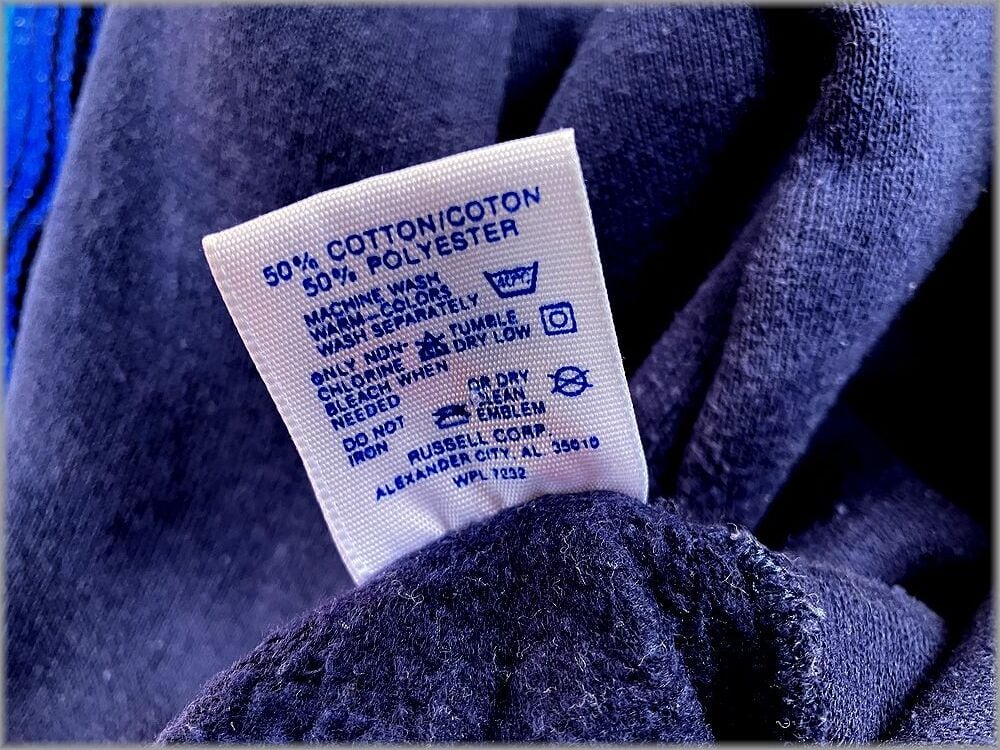 50% COTTON/COTON
50% POLYESTER
MACHINE WASH
WARM-COLORS
WASH SEPARATELY
ONLY NON-
CHLORINE
BLEACH WHEN
NEEDED
TUMBLE
DRY LOW
DO NOT
IRON
OR DRY
CLEAN
EMBLEM
RUSSELL CORP.
ALEXANDER CITY, AL. 35010
WPL 7232